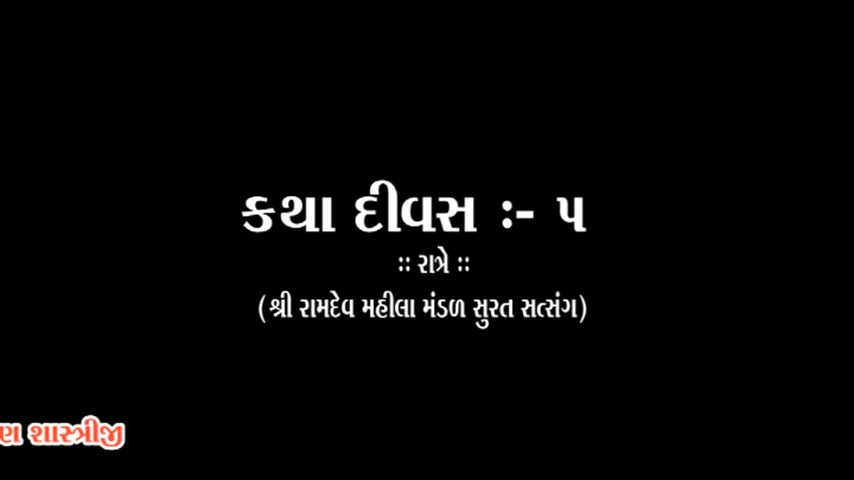 કથા દીવસ ઃ- ૫
:: રાત્રે ::
(શ્રી રામદેવ મહીલા મંડળ સુરત સત્સંગ)
શાસ્ત્રીજી